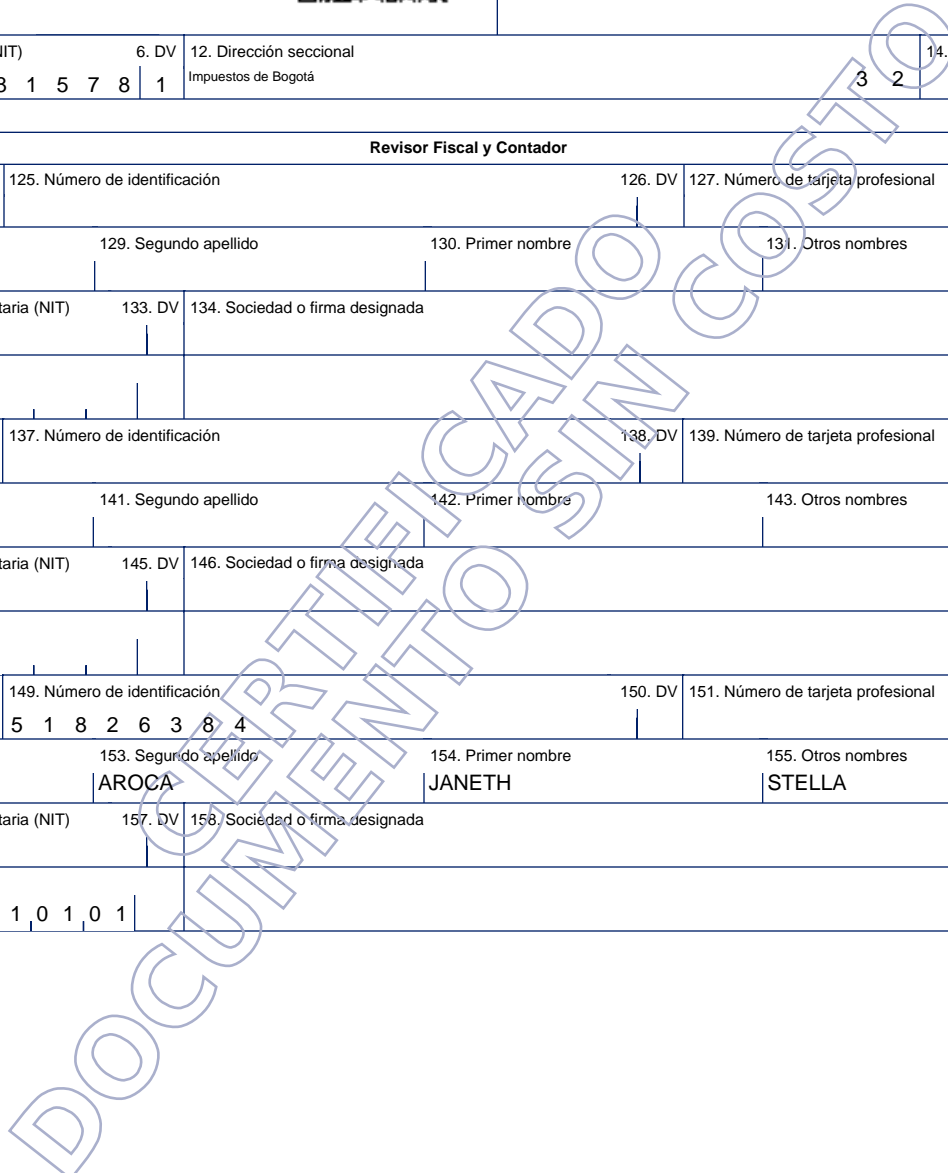 NIT) 6. DV 12. Dirección seccional 14.
3 1 5 7 8 1 Impuestos de Bogotá 3 2
Revisor Fiscal y Contador
125. Número de identificación 126. DV 127. Número de tarjeta profesional
129. Segundo apellido 130. Primer nombre 131. Otros nombres
taria (NIT) 133. DV 134. Sociedad o firma designada
137. Número de identificación 138. DV 139. Número de tarjeta profesional
141. Segundo apellido 142. Primer nombre 143. Otros nombres
taria (NIT) 145. DV 146. Sociedad o firma designada
149. Número de identificación 150. DV 151. Número de tarjeta profesional
5 1 8 2 6 3 8 4
153. Segundo apellido 154. Primer nombre 155. Otros nombres
AROCA JANETH STELLA
taria (NIT) 157. DV 158. Sociedad o firma designada
1 0 1 0 1
CERTIFICADO
DOCUMENTO SIN COSTO